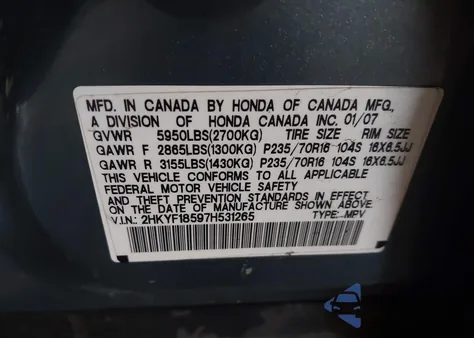 MFD. IN CANADA BY HONDA OF CANADA MFG.,
A DIVISION OF HONDA CANADA INC. 01/07
GVWR 5950LBS(2700KG) TIRE SIZE RIM SIZE
GAWR F 2865LBS(1300KG) P235/70R16 104S 16X6.5JJ
GAWR R 3155LBS(1430KG) P235/70R16 104S 16X6.5JJ
THIS VEHICLE CONFORMS TO ALL APPLICABLE
FEDERAL MOTOR VEHICLE SAFETY AND
THEFT PREVENTION STANDARDS IN EFFECT
ON THE DATE OF MANUFACTURE SHOWN ABOVE.
V.I.N.: 2HKYF18597H531265 TYPE: MPV